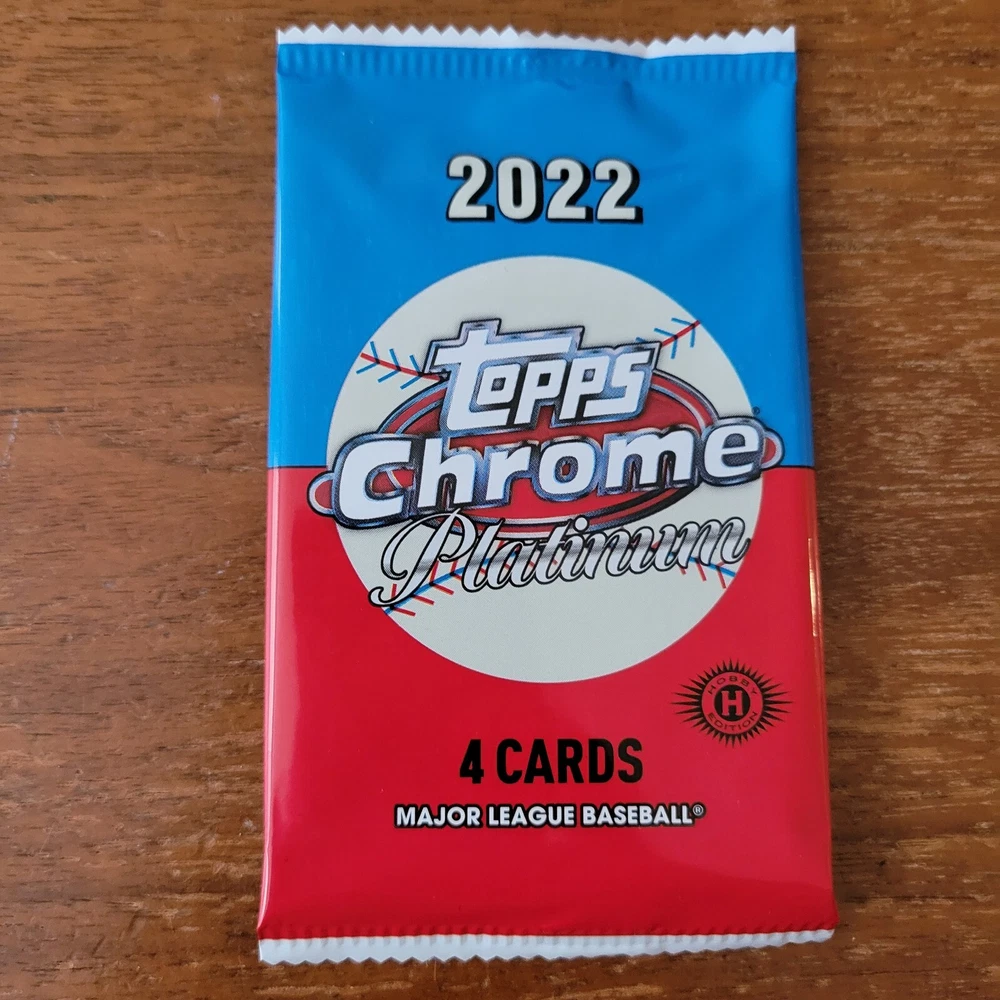 2022
topps
Chrome®
Platinum
HOBBY
H
EDITION
4 CARDS
MAJOR LEAGUE BASEBALL®